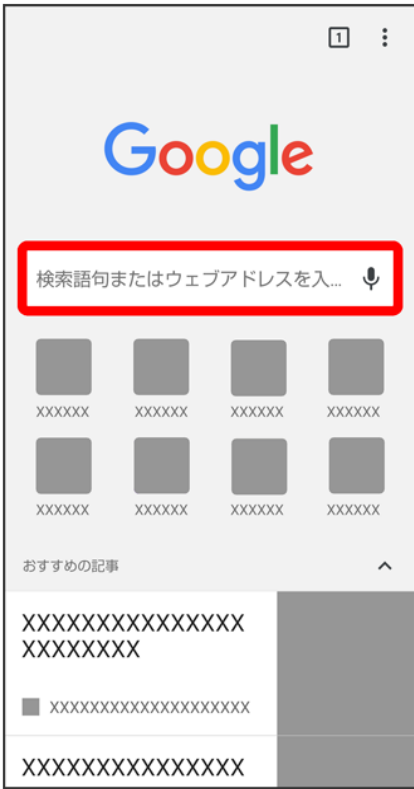 1
Google
検索語句またはウェブアドレスを入...
XXXXXX XXXXXX XXXXXX XXXXXX
XXXXXX XXXXXX XXXXXX XXXXXX
おすすめの記事
XXXXXXXXXXXXXXX
XXXXXXXXX
XXXXXXXXXXXXXXXXXXXX
XXXXXXXXXXXXXXX